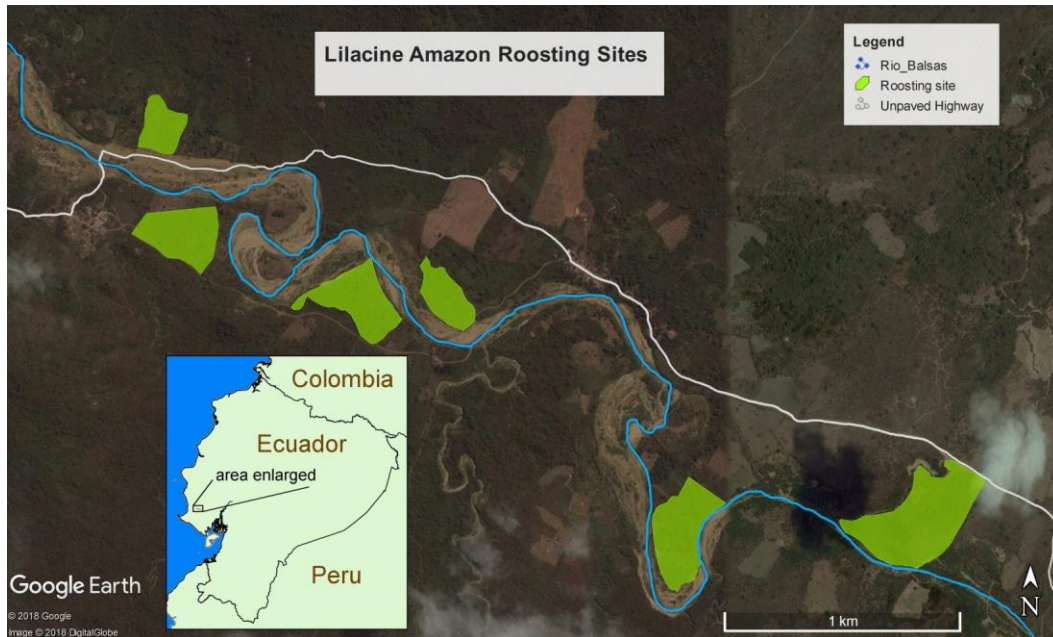 Lilacine Amazon Roosting Sites
Legend
Rio_Balsas
Roosting site
Unpaved Highway
Colombia
Ecuador
area enlarged
Peru
Google Earth
© 2018 Google
Image © 2018 DigitalGlobe
N
1 km